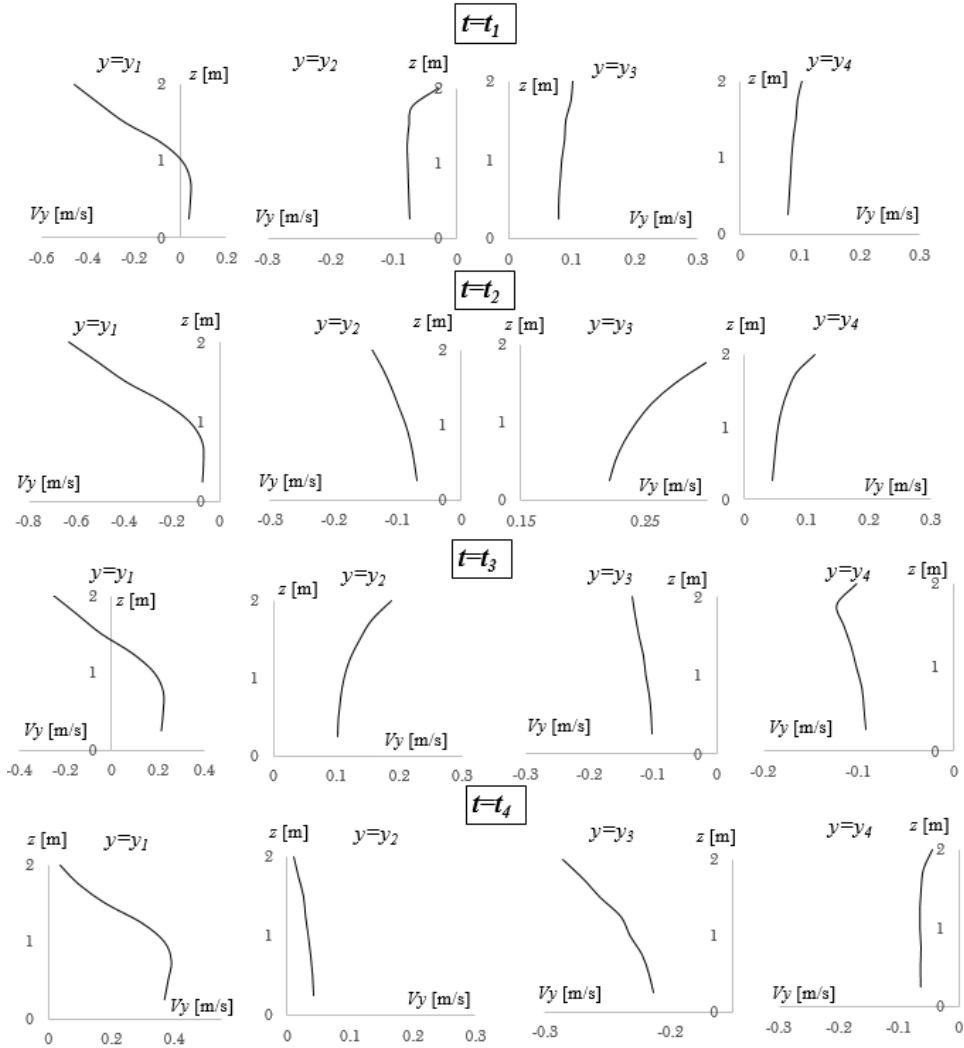 t=t1
y=y1 z [m] y=y2 z [m] z [m] y=y3 z [m] y=y4
2 2 2 2
1 1 1 1
Vy [m/s] Vy [m/s] Vy [m/s] Vy [m/s]
0 0 0 0
-0.6 -0.4 -0.2 0 0.2 -0.3 -0.2 -0.1 0 0 0.1 0.2 0.3 0 0.1 0.2 0.3
t=t2
y=y1 z [m] y=y2 z [m] z [m] y=y3 z [m] y=y4
2 2 2 2
1 1 1 1
Vy [m/s] Vy [m/s] Vy [m/s] Vy [m/s]
0 0 0 0
-0.8 -0.6 -0.4 -0.2 0 -0.3 -0.2 -0.1 0 0.15 0.25 0 0.1 0.2 0.3
t=t3
y=y1 z [m] z [m] y=y2 y=y3 z [m] y=y4 z [m]
2 2 2 2
1 1 1 1
Vy [m/s] Vy [m/s] Vy [m/s] Vy [m/s]
0 0 0 0
-0.4 -0.2 0 0.2 0.4 0 0.1 0.2 0.3 -0.3 -0.2 -0.1 0 -0.2 -0.1 0
t=t4
z [m] y=y1 z [m] y=y2 y=y3 z [m] y=y4 z [m]
2 2 2 2
1 1 1 1
Vy [m/s] Vy [m/s] Vy [m/s] Vy [m/s]
0 0 0 0
0 0.2 0.4 0 0.1 0.2 0.3 -0.3 -0.2 -0.3 -0.2 -0.1 0